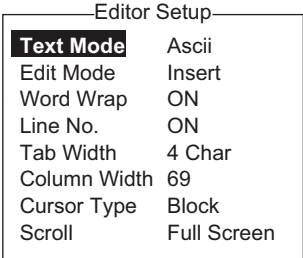 Editor Setup
Text Mode Ascii
Edit Mode Insert
Word Wrap ON
Line No. ON
Tab Width 4 Char
Column Width 69
Cursor Type Block
Scroll Full Screen